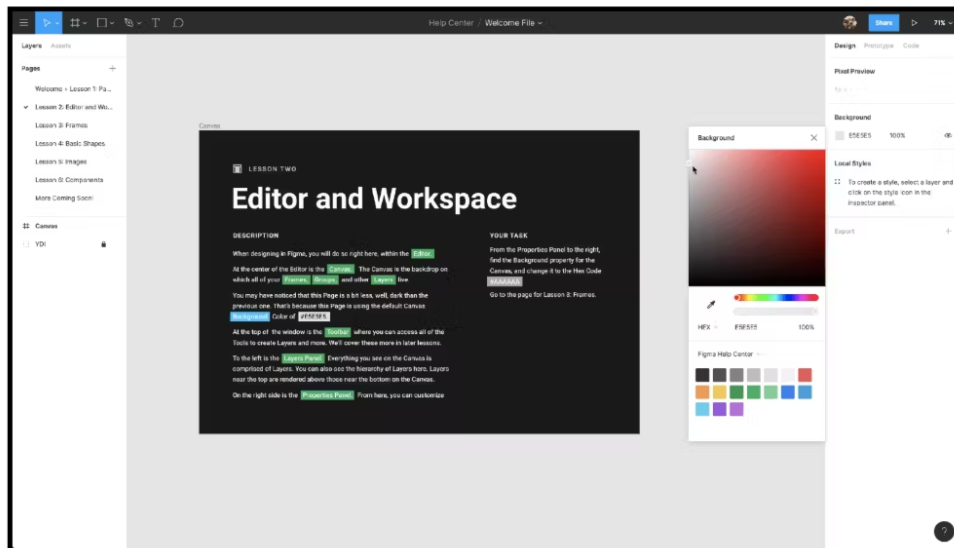 Help Center / Welcome File
Share
71%
Layers Assets
Pages
Welcome + Lesson 1: Pa...
Lesson 2: Editor and Wo...
Lesson 3: Frames
Lesson 4: Basic Shapes
Lesson 5: Images
Lesson 6: Components
More Coming Soon!
Canvas
YDI
Canvas
LESSON TWO
Editor and Workspace
DESCRIPTION
When designing in Figma, you will do so right here, within the Editor.
At the center of the Editor is the Canvas. The Canvas is the backdrop on
which all of your Frames, Groups and other Layers live.
You may have noticed that this Page is a bit less, well, dark than the
previous one. That's because this Page is using the default Canvas
Background Color of #E5E5E5.
At the top of the window is the Toolbar where you can access all of the
Tools to create Layers and more. We'll cover these more in later lessons.
To the left is the Layers Panel. Everything you see on the Canvas is
comprised of Layers. You can also see the hierarchy of Layers here. Layers
near the top are rendered above those near the bottom on the Canvas.
On the right side is the Properties Panel. From here, you can customize
YOUR TASK
From the Properties Panel to the right,
find the Background property for the
Canvas, and change it to the Hex Code
Go to the page for Lesson 3: Frames.
Background
HEX E5E5E5 100%
Figma Help Center
Design Prototype Code
Pixel Preview
Background
E5E5E5 100%
Local Styles
To create a style, select a layer and
click on the style icon in the
inspector panel.
Export
?